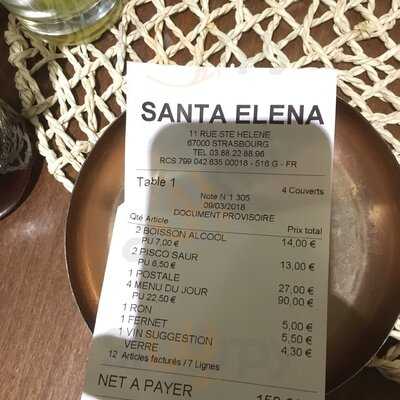 SANTA ELENA
11 RUE STE HELENE
67000 STRASBOURG
TEL 03.88.22.88.96
RCS 799 042 635 00018 - 516 G - FR
Table 1 4 Couverts
Note N°1 305
09/03/2018
DOCUMENT PROVISOIRE
Qté Article Prix total
2 BOISSON ALCOOL 14,00 €
PU 7,00 €
2 PISCO SAUR 13,00 €
PU 6,50 €
1 POSTALE 27,00 €
4 MENU DU JOUR 90,00 €
PU 22,50 €
1 RON 5,00 €
1 FERNET 5,50 €
1 VIN SUGGESTION 4,30 €
VERRE
12 Articles facturés / 7 Lignes
NET A PAYER